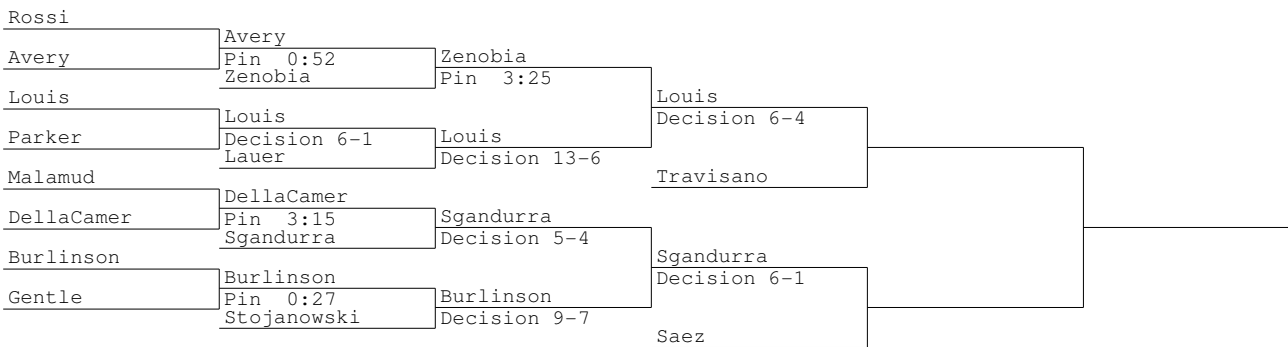 Rossi
Avery
Avery
Pin 0:52
Zenobia
Zenobia
Pin 3:25
Louis
Parker
Louis
Decision 6-1
Lauer
Louis
Decision 13-6
Louis
Decision 6-4
Travisano
Malamud
DellaCamer
DellaCamer
Pin 3:15
Sgandurra
Sgandurra
Decision 5-4
Burlinson
Gentle
Burlinson
Pin 0:27
Stojanowski
Burlinson
Decision 9-7
Sgandurra
Decision 6-1
Saez